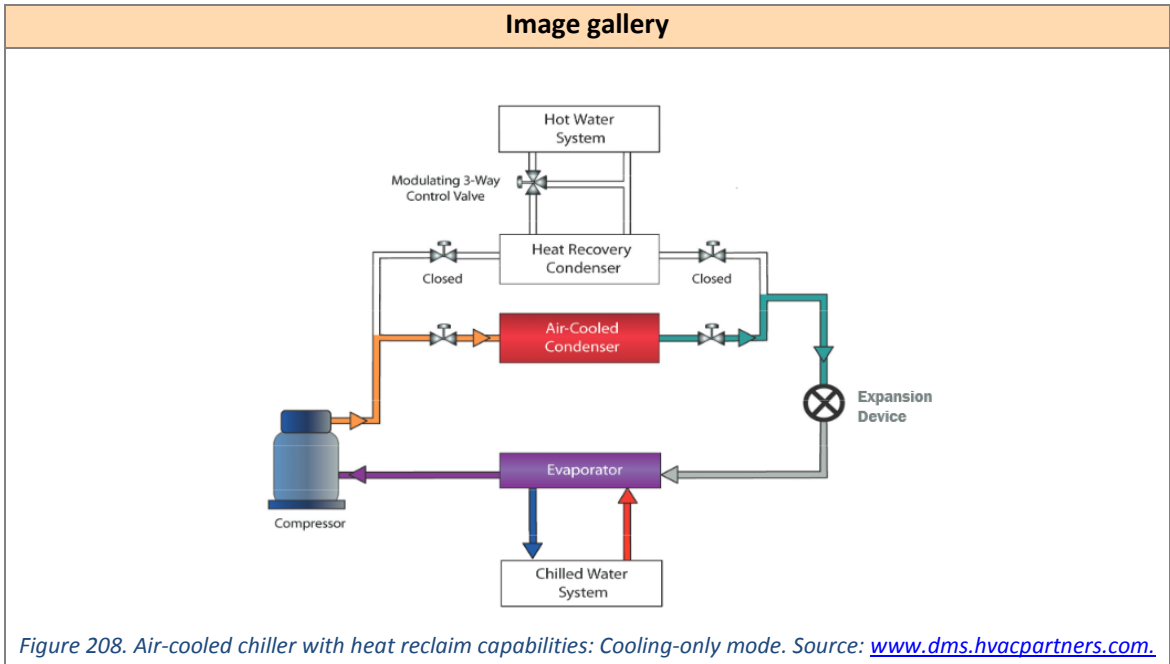 Image gallery
Hot Water
System
Modulating 3-Way
Control Valve
Heat Recovery
Condenser
Closed
Closed
Air-Cooled
Condenser
Expansion
Device
Evaporator
Compressor
Chilled Water
System
Figure 208. Air-cooled chiller with heat reclaim capabilities: Cooling-only mode. Source: www.dms.hvacpartners.com.